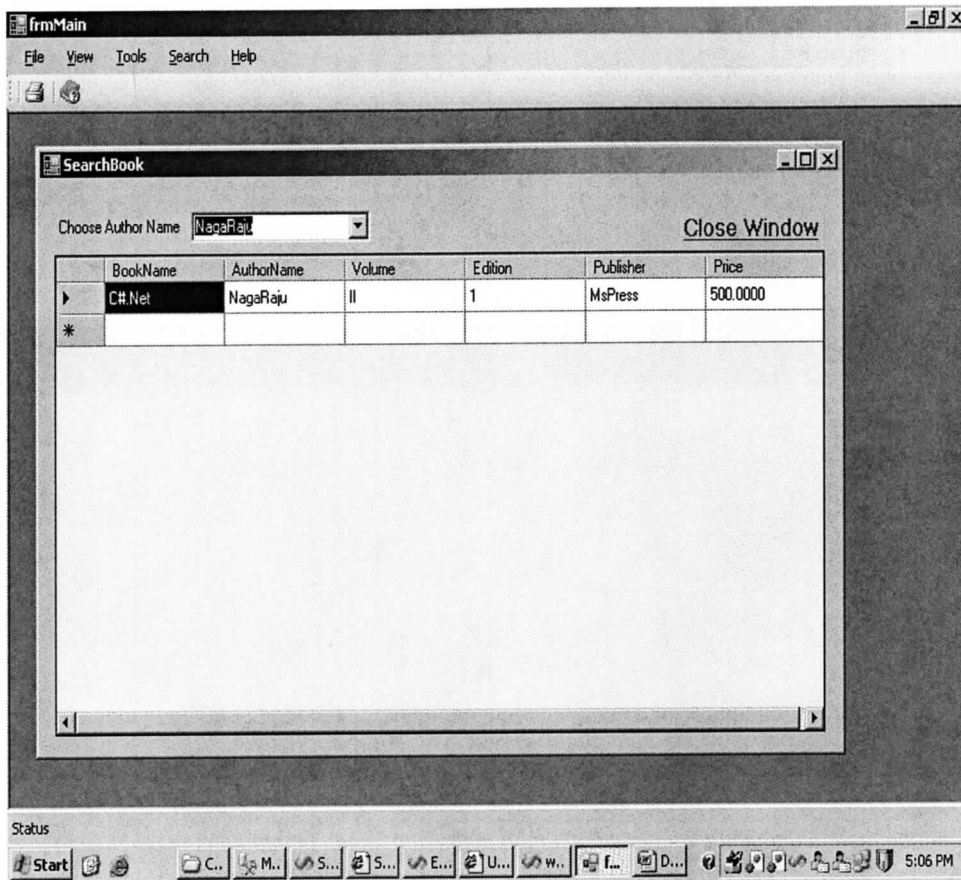 frmMain
File View Tools Search Help
SearchBook
Choose Author Name NagaRaju
Close Window
BookName AuthorName Volume Edition Publisher Price
C#.Net NagaRaju II 1 MsPress 500.0000
Status
Start C.. M.. S... S... E... U... w.. f... D... 5:06 PM